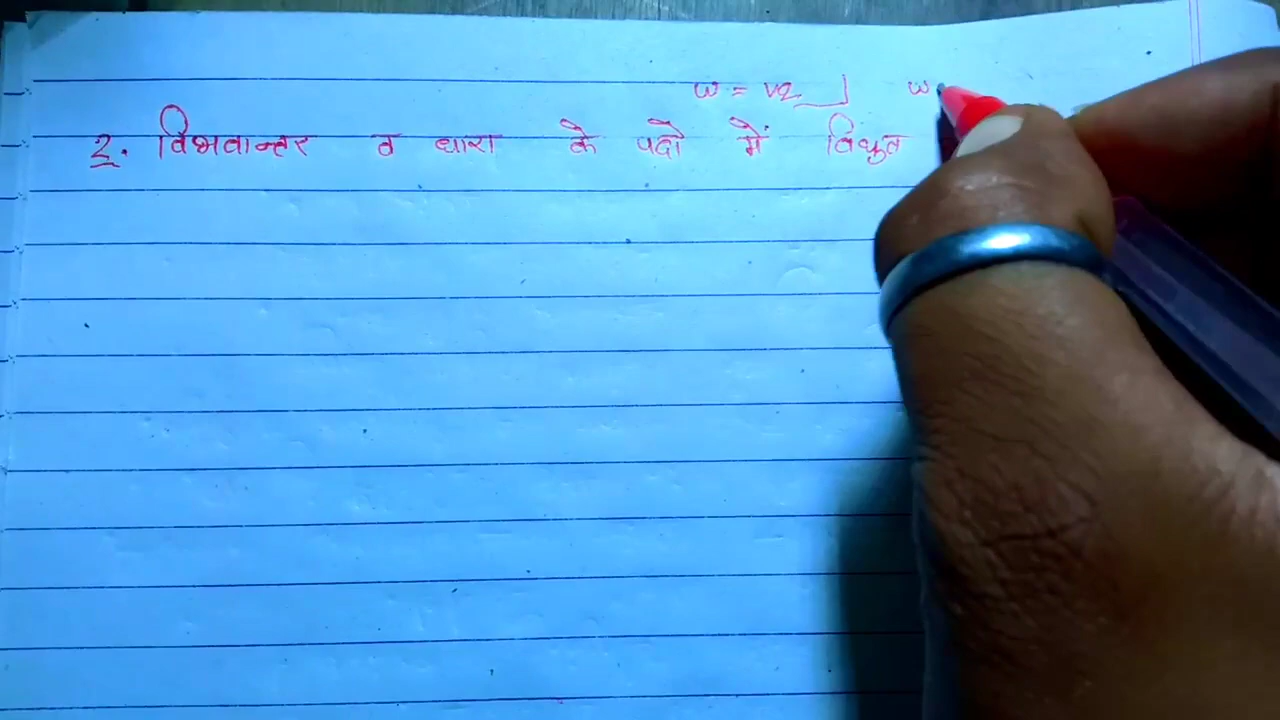 w = vq w
2. विभवान्तर व धारा के पदो में विधुत